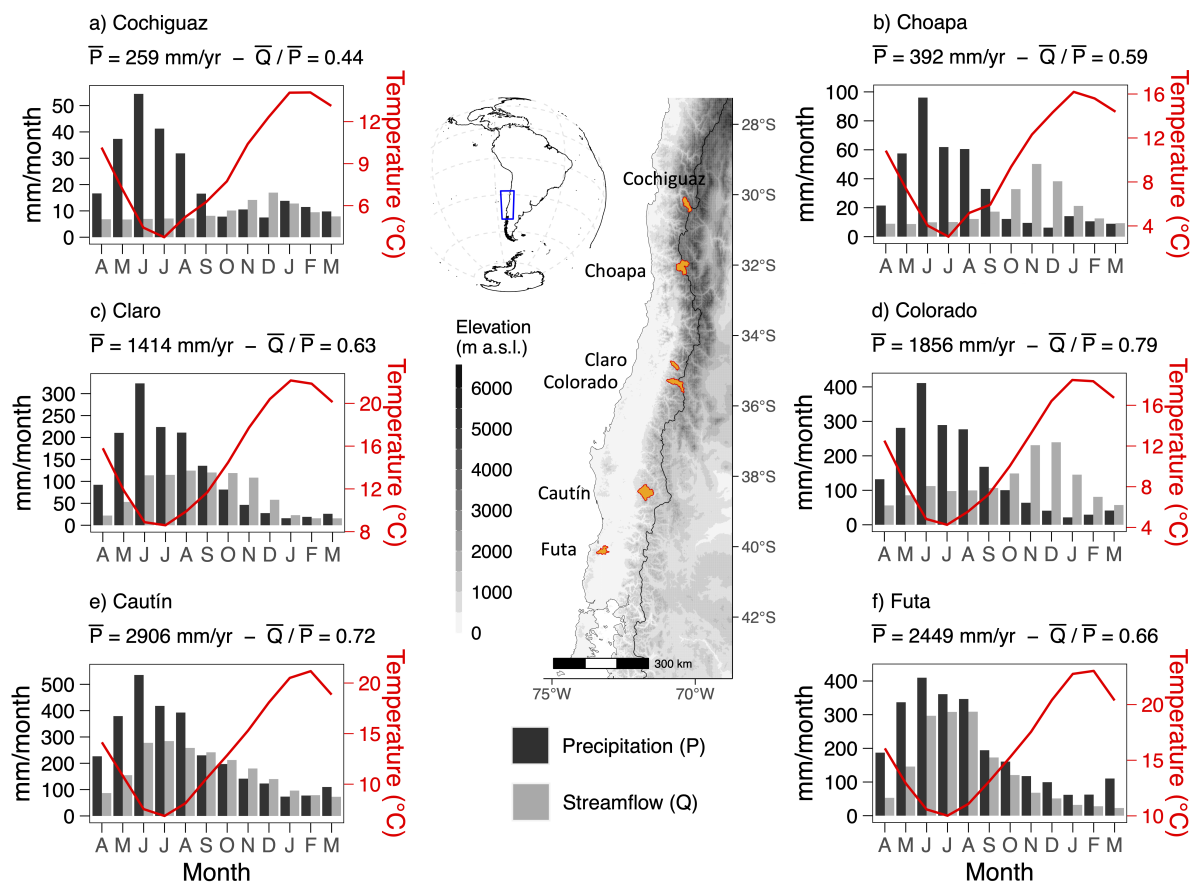 a) Cochiguaz
P̅ = 259 mm/yr − Q̅ / P̅ = 0.44
mm/month
50
40
30
20
10
0
A M J J A S O N D J F M
12
9
6
Temperature (°C)
b) Choapa
P̅ = 392 mm/yr − Q̅ / P̅ = 0.59
mm/month
100
80
60
40
20
0
A M J J A S O N D J F M
16
12
8
4
Temperature (°C)
c) Claro
P̅ = 1414 mm/yr − Q̅ / P̅ = 0.63
mm/month
300
250
200
150
100
50
0
A M J J A S O N D J F M
20
16
12
8
Temperature (°C)
d) Colorado
P̅ = 1856 mm/yr − Q̅ / P̅ = 0.79
mm/month
400
300
200
100
0
A M J J A S O N D J F M
16
12
8
4
Temperature (°C)
e) Cautín
P̅ = 2906 mm/yr − Q̅ / P̅ = 0.72
mm/month
500
400
300
200
100
0
A M J J A S O N D J F M
Month
20
15
10
Temperature (°C)
f) Futa
P̅ = 2449 mm/yr − Q̅ / P̅ = 0.66
mm/month
400
300
200
100
0
A M J J A S O N D J F M
Month
20
15
10
Temperature (°C)
Cochiguaz
Choapa
Claro
Colorado
Cautín
Futa
28°S
30°S
32°S
34°S
36°S
38°S
40°S
42°S
75°W
70°W
300 km
Elevation
(m a.s.l.)
6000
5000
4000
3000
2000
1000
0
Precipitation (P)
Streamflow (Q)